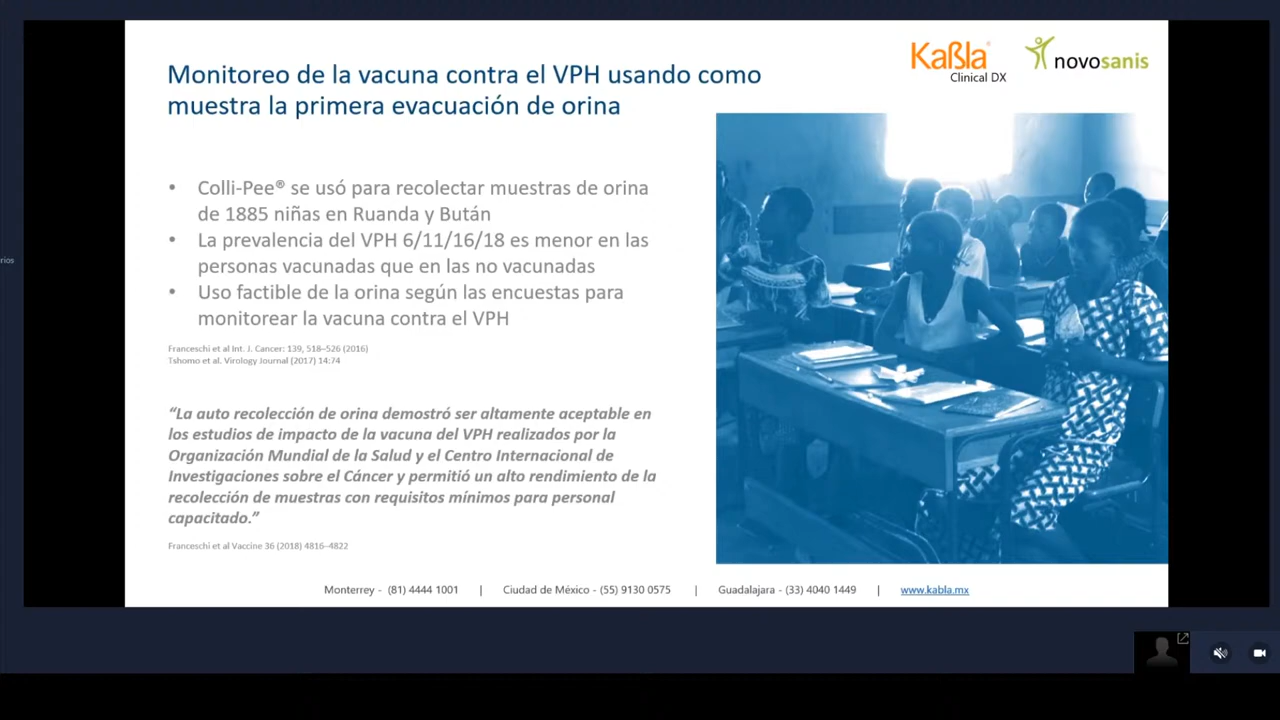 Kaßla®
Clinical DX
novosanis
Monitoreo de la vacuna contra el VPH usando como
muestra la primera evacuación de orina
• Colli-Pee® se usó para recolectar muestras de orina
de 1885 niñas en Ruanda y Bután
• La prevalencia del VPH 6/11/16/18 es menor en las
personas vacunadas que en las no vacunadas
• Uso factible de la orina según las encuestas para
monitorear la vacuna contra el VPH
Franceschi et al Int. J. Cancer: 139, 518–526 (2016)
Tshomo et al. Virology Journal (2017) 14:74
“La auto recolección de orina demostró ser altamente aceptable en
los estudios de impacto de la vacuna del VPH realizados por la
Organización Mundial de la Salud y el Centro Internacional de
Investigaciones sobre el Cáncer y permitió un alto rendimiento de la
recolección de muestras con requisitos mínimos para personal
capacitado.”
Franceschi et al Vaccine 36 (2018) 4816–4822
Monterrey - (81) 4444 1001 | Ciudad de México - (55) 9130 0575 | Guadalajara - (33) 4040 1449 | www.kabla.mx